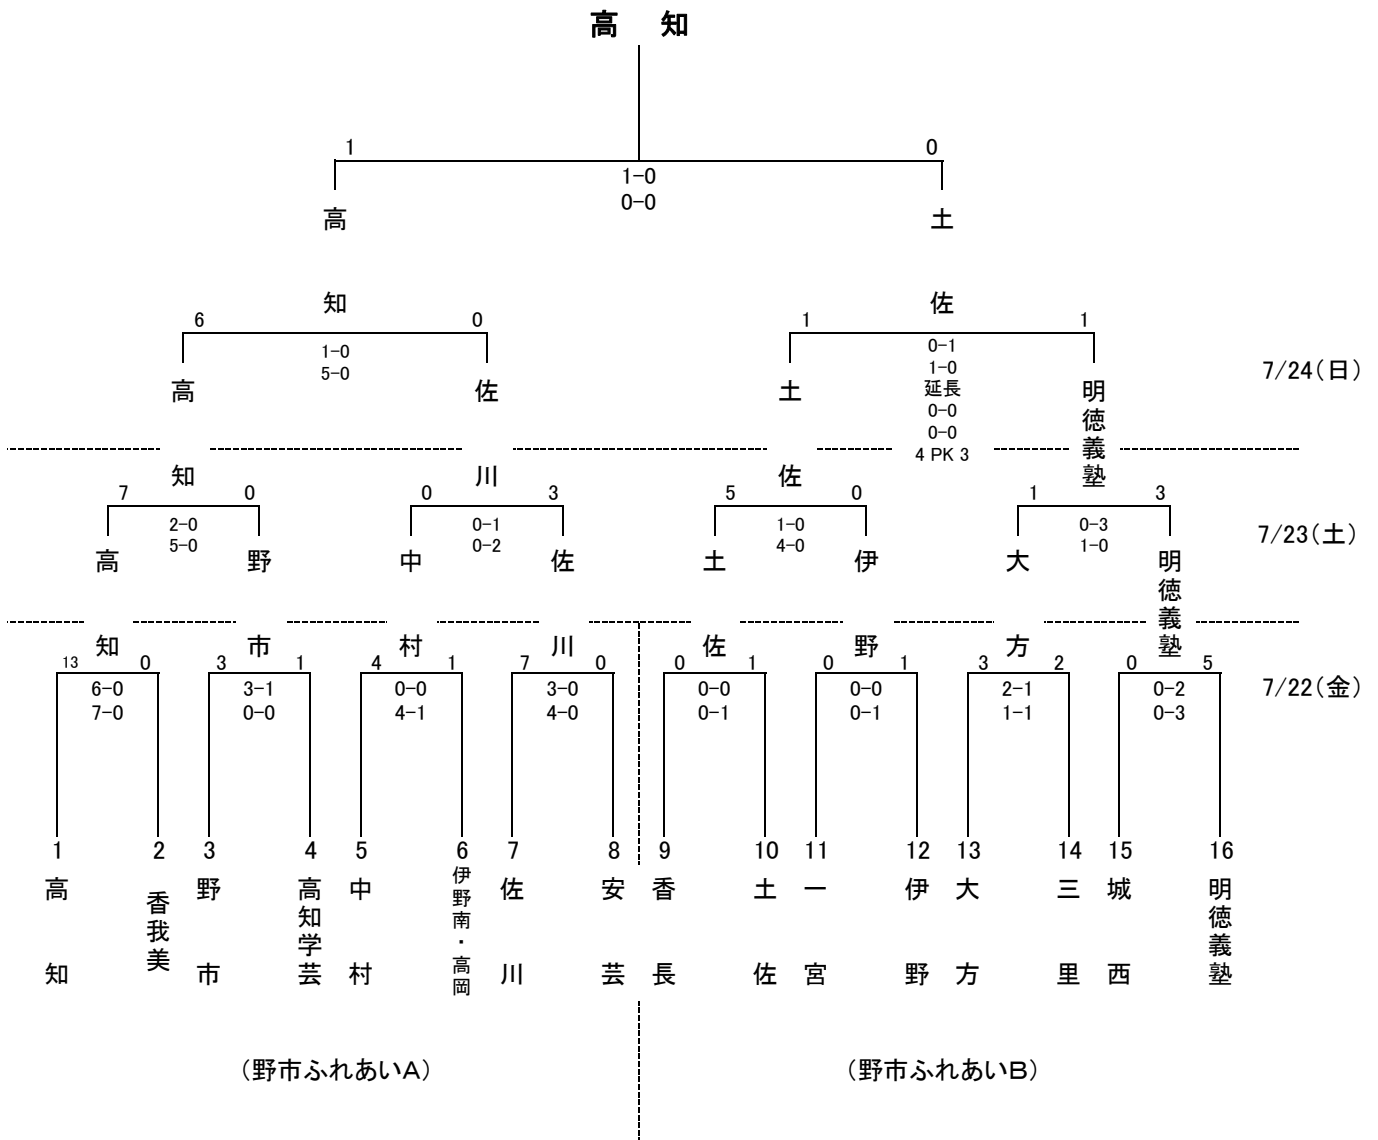 高 知
1 0
1-0
0-0
高知 土佐
6 0 1 1
1-0
5-0
0-1
1-0
延長
0-0
0-0
4 PK 3
高知 佐川 土佐 明徳義塾
7/24(日)
7 0 0 3 5 0 1 3
2-0 0-1 1-0 0-3
5-0 0-2 4-0 1-0
7/23(土)
高知 野市 中村 佐川 土佐 伊野 大方 明徳義塾
13 0 3 1 4 1 7 0 0 1 0 1 3 2 0 5
6-0 3-1 0-0 3-0 0-0 0-0 2-1 0-2
7-0 0-0 4-1 4-0 0-1 0-1 1-1 0-3
7/22(金)
1 2 3 4 5 6 7 8 9 10 11 12 13 14 15 16
高知 香我美 野市 高知学芸 中村 伊野南・高岡 佐川 安芸 香長 土佐 一宮 伊野 大方 三里 城西 明徳義塾
(野市ふれあいA) (野市ふれあいB)